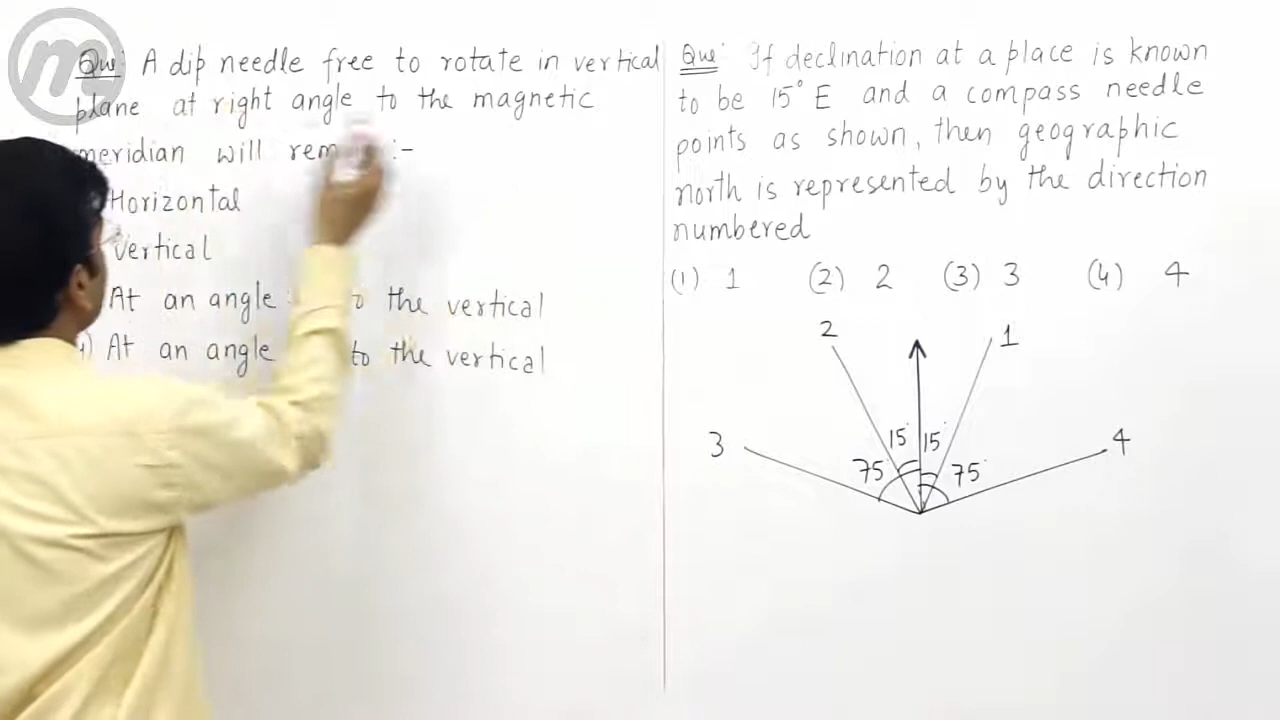 m
Que: A dip needle free to rotate in vertical
plane at right angle to the magnetic
meridian will :-
Horizontal
Vertical
At an angle to the vertical
At an angle to the vertical
Que: If declination at a place is known
to be 15° E and a compass needle
points as shown, then geographic
north is represented by the direction
numbered
(1) 1 (2) 2 (3) 3 (4) 4
2 1
3 15° 15° 4
75° 75°